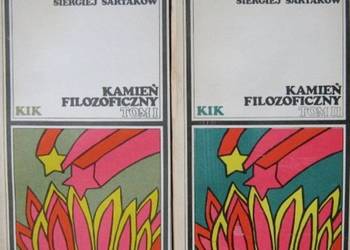 SIERGIEJ SARTAKOW
KAMIEŃ
FILOZOFICZNY
KIK
TOM I
SIERGIEJ SARTAKOW
KAMIEŃ
FILOZOFICZNY
KIK
TOM II